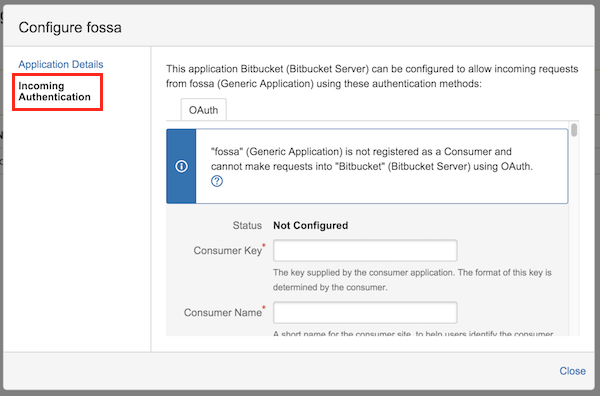 Configure fossa
Application Details
Incoming
Authentication
This application Bitbucket (Bitbucket Server) can be configured to allow incoming requests
from fossa (Generic Application) using these authentication methods:
OAuth
"fossa" (Generic Application) is not registered as a Consumer and
cannot make requests into "Bitbucket" (Bitbucket Server) using OAuth.
?
Status Not Configured
Consumer Key*
The key supplied by the consumer application. The format of this key is
determined by the consumer.
Consumer Name*
A short name for the consumer site, to help users identify the consumer
Close